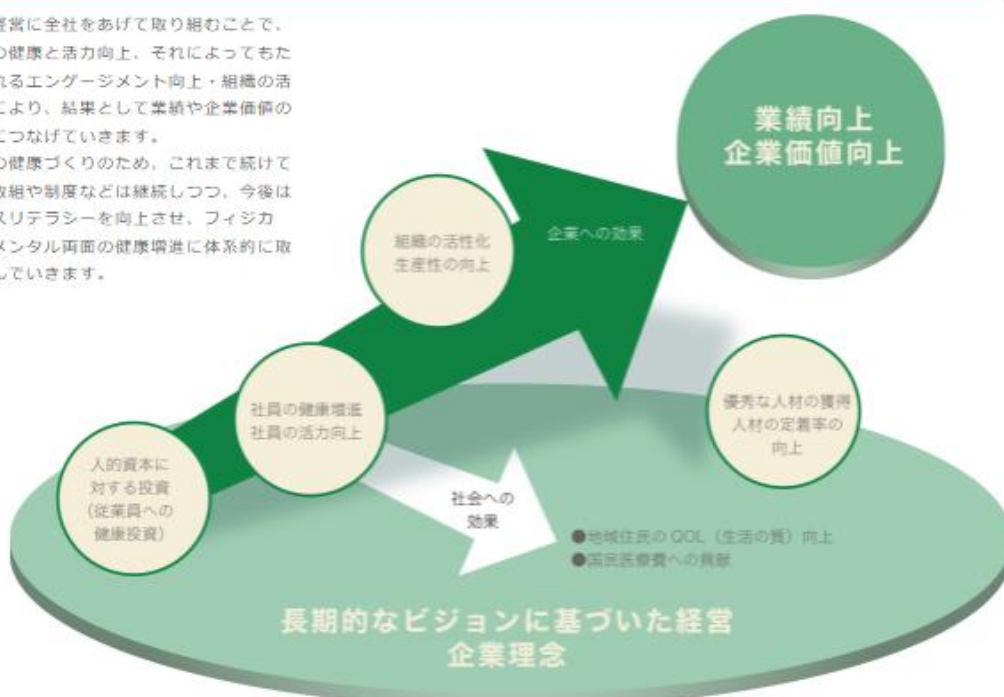 経営に全社をあげて取り組むことで、
の健康と活力向上、それによってもた
れるエンゲージメント向上・組織の活
により、結果として業績や企業価値の
につなげていきます。
の健康づくりのため、これまで続けて
取組や制度などは継続しつつ、今後は
スリテラシーを向上させ、フィジカ
メンタル両面の健康増進に体系的に取
していきます。
業績向上
企業価値向上
企業への効果
組織の活性化
生産性の向上
社員の健康増進
社員の活力向上
人的資本に
対する投資
(従業員への
健康投資)
優秀な人材の獲得
人材の定着率の
向上
社会への
効果
●地域住民の QOL(生活の質)向上
●国民医療費への貢献
長期的なビジョンに基づいた経営
企業理念